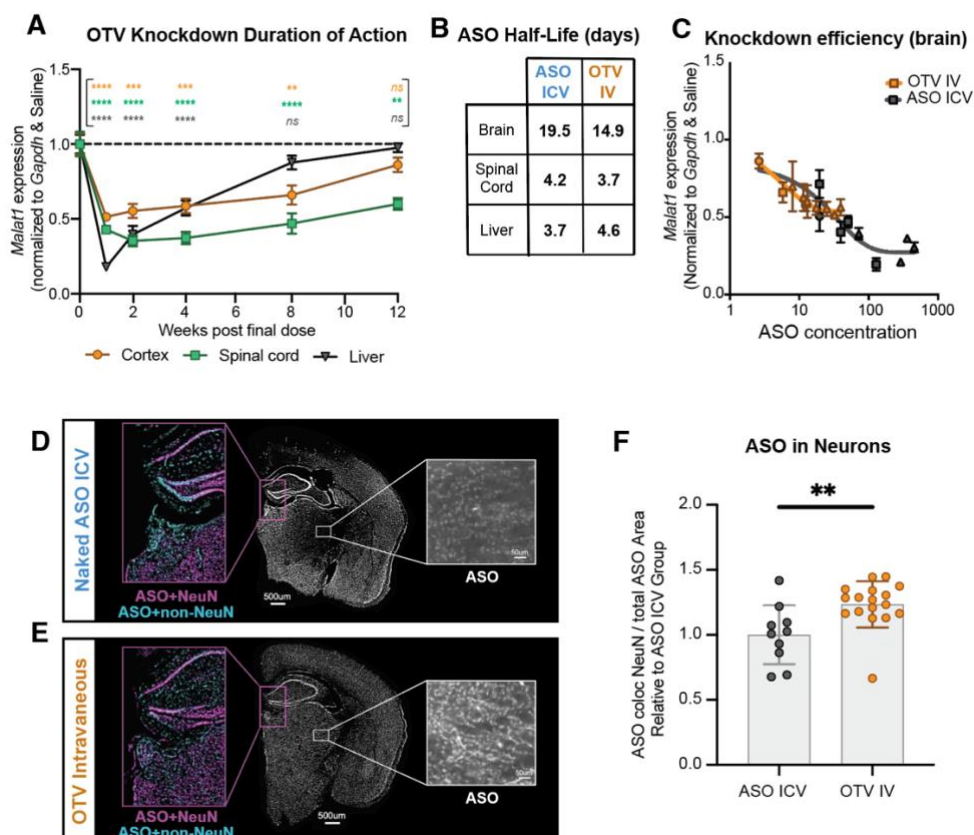 A
OTV Knockdown Duration of Action
Malat1 expression
(normalized to Gapdh & Saline)
1.5
1.0
0.5
0.0
**** *** *** ** ns
**** **** **** **** **
**** **** ns ns
0 2 4 6 8 10 12
Weeks post final dose
Cortex Spinal cord Liver
B
ASO Half-Life (days)
ASO ICV OTV IV
Brain 19.5 14.9
Spinal Cord 4.2 3.7
Liver 3.7 4.6
C
Knockdown efficiency (brain)
Malat1 expression
(Normalized to Gapdh & Saline)
1.5
1.0
0.5
0.0
OTV IV
ASO ICV
1 10 100 1000
ASO concentration
D
Naked ASO ICV
ASO+NeuN
ASO+non-NeuN
500um
50um
ASO
E
OTV Intravaneous
ASO+NeuN
ASO+non-NeuN
500um
50um
ASO
F
ASO in Neurons
**
ASO coloc NeuN / total ASO Area
Relative to ASO ICV Group
2.0
1.5
1.0
0.5
0.0
ASO ICV OTV IV